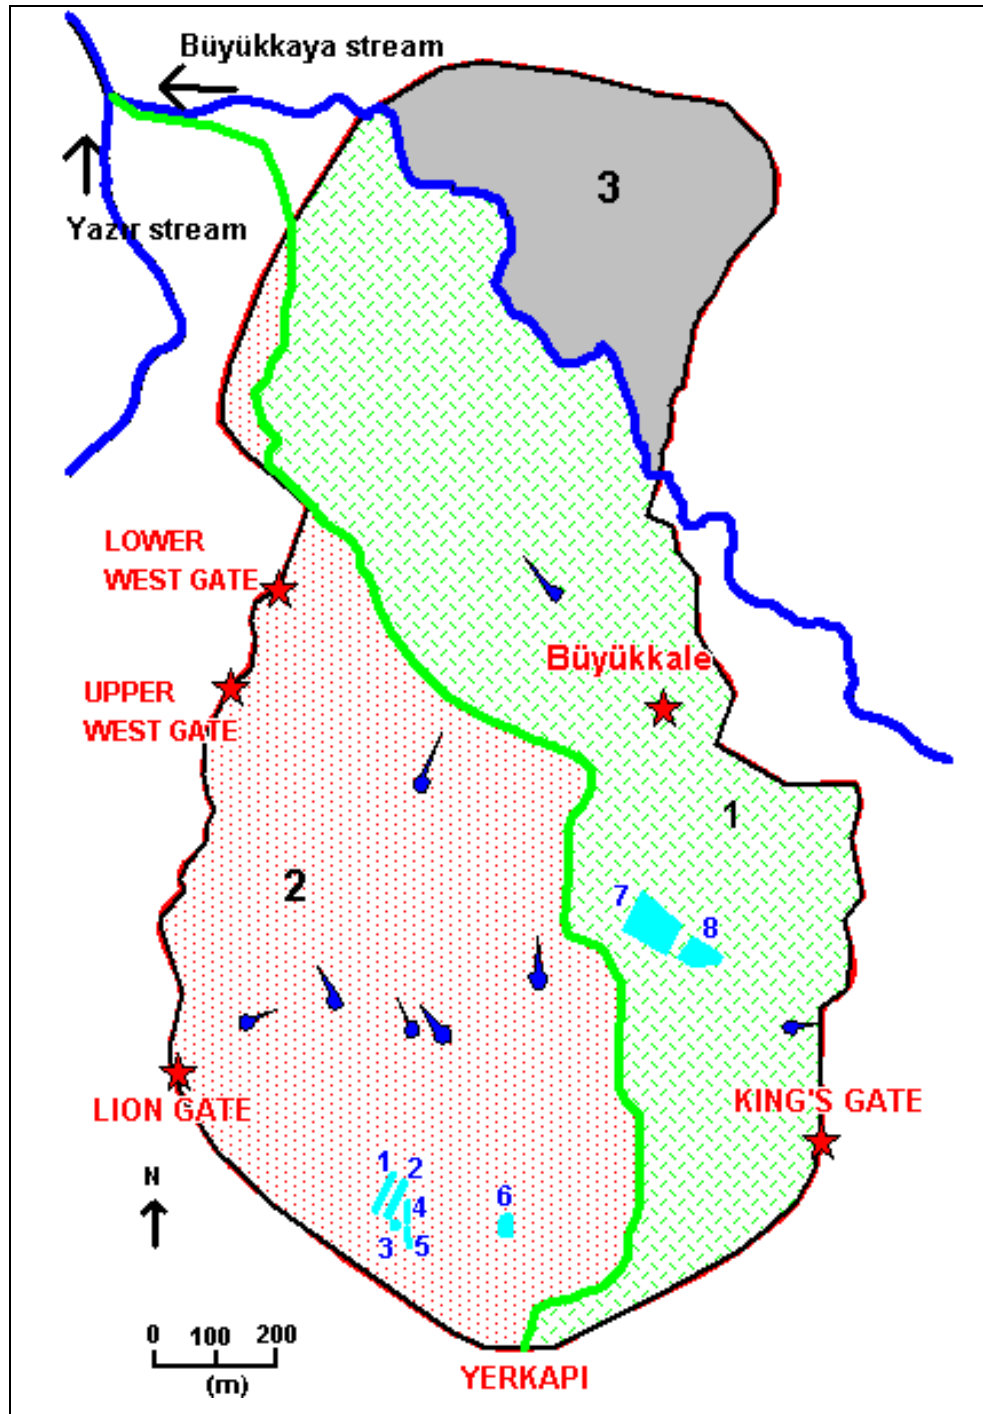 Büyükkaya stream
3
Yazır stream
LOWER
WEST GATE
Büyükkale
UPPER
WEST GATE
1
2
7
8
LION GATE
KING'S GATE
N
1
2
4
6
3
5
0 100 200
(m)
YERKAPI